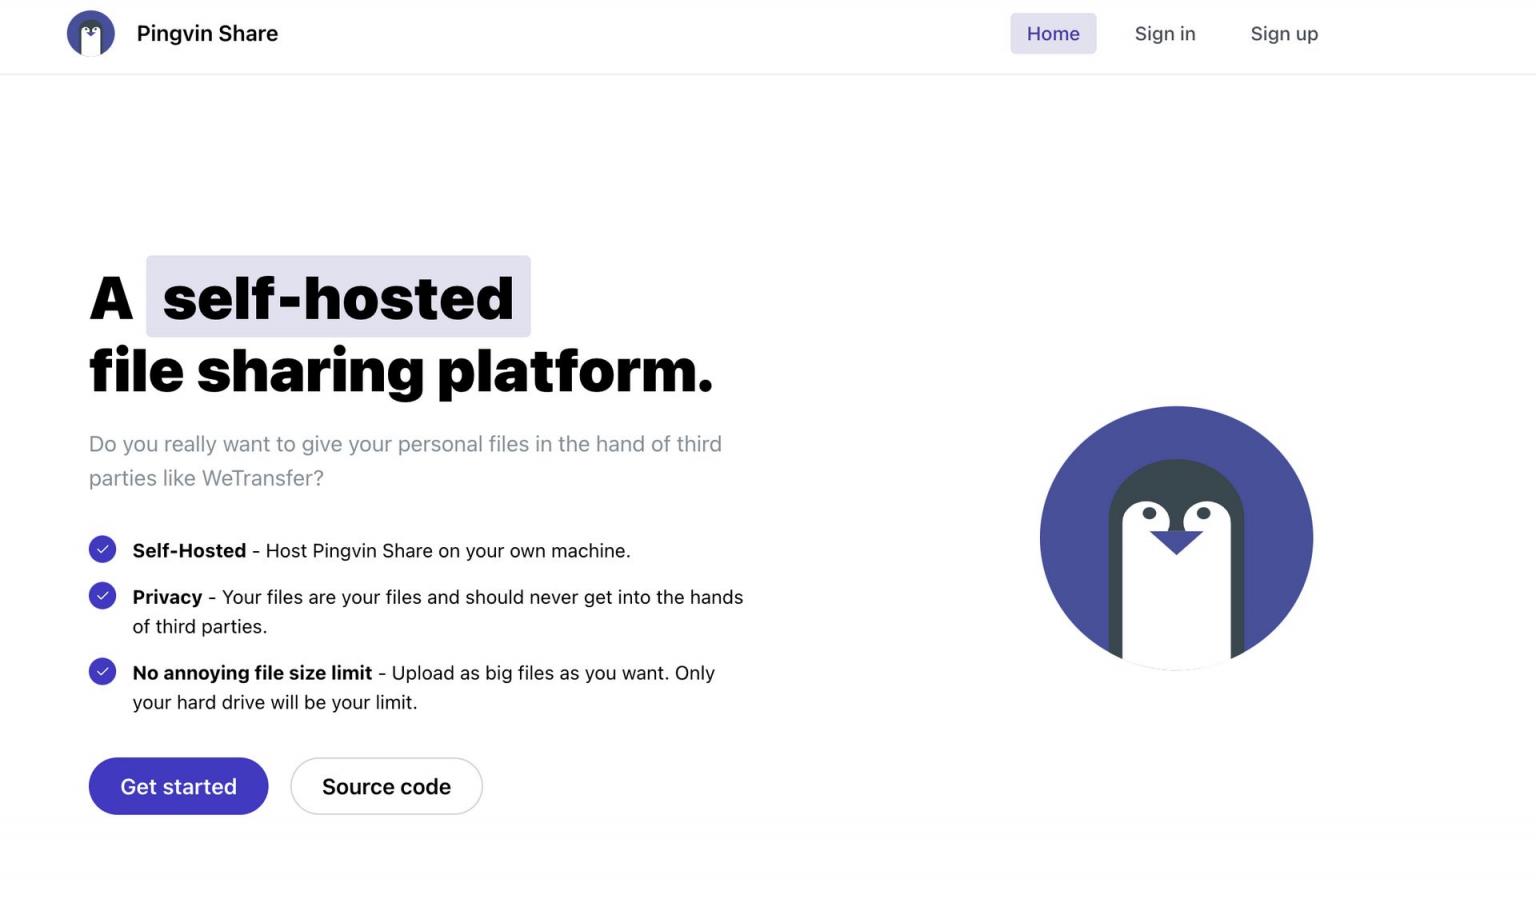 Pingvin Share
Home
Sign in
Sign up
A self-hosted
file sharing platform.
Do you really want to give your personal files in the hand of third
parties like WeTransfer?
Self-Hosted - Host Pingvin Share on your own machine.
Privacy - Your files are your files and should never get into the hands
of third parties.
No annoying file size limit - Upload as big files as you want. Only
your hard drive will be your limit.
Get started
Source code